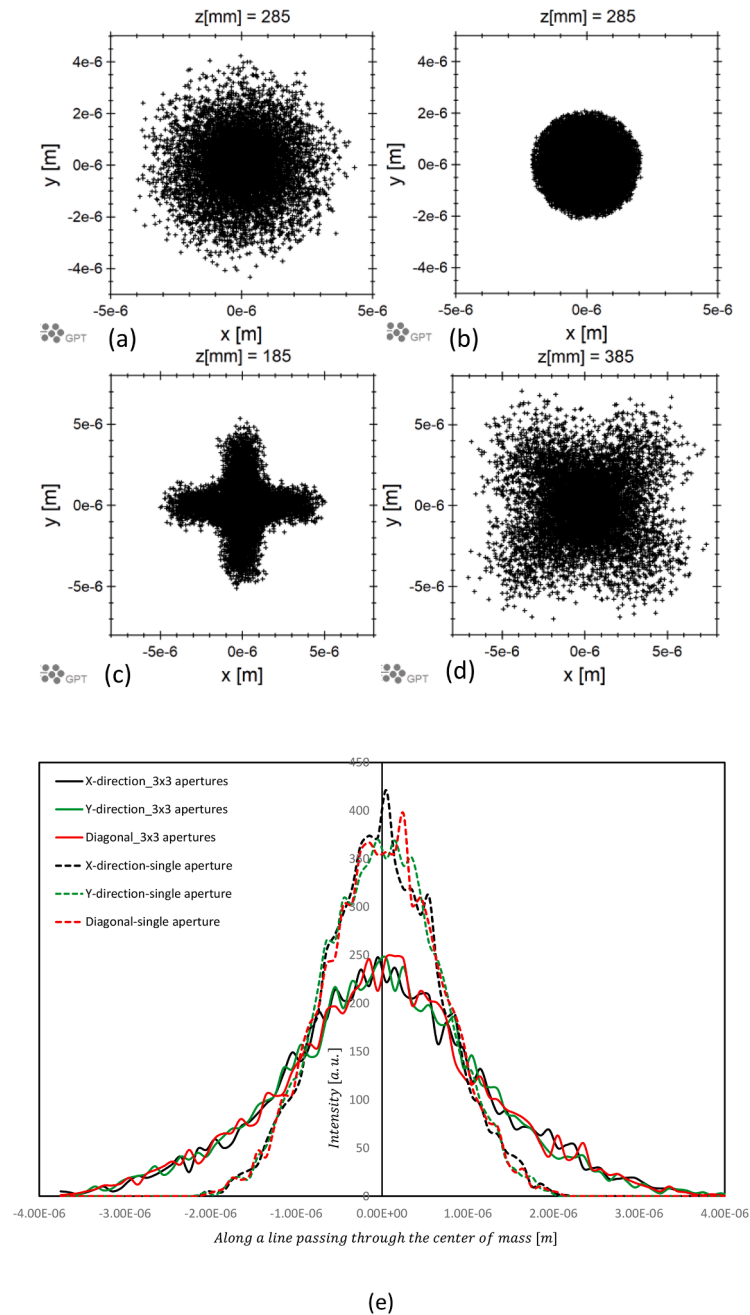 z[mm] = 285
z[mm] = 285
4e-6
2e-6
0e-6
-2e-6
-4e-6
y [m]
4e-6
2e-6
0e-6
-2e-6
-4e-6
y [m]
-5e-6
0e-6
5e-6
-5e-6
0e-6
5e-6
GPT
(a)
x [m]
GPT
(b)
x [m]
z[mm] = 185
z[mm] = 385
5e-6
0e-6
-5e-6
y [m]
5e-6
0e-6
-5e-6
y [m]
-5e-6
0e-6
5e-6
-5e-6
0e-6
5e-6
GPT
(c)
x [m]
GPT
(d)
x [m]
450
400
350
300
250
200
150
100
50
0
Intensity [a.u.]
X-direction_3x3 apertures
Y-direction_3x3 apertures
Diagonal_3x3 apertures
X-direction-single aperture
Y-direction-single aperture
Diagonal-single aperture
-4.00E-06
-3.00E-06
-2.00E-06
-1.00E-06
0.00E+00
1.00E-06
2.00E-06
3.00E-06
4.00E-06
Along a line passing through the center of mass [m]
(e)